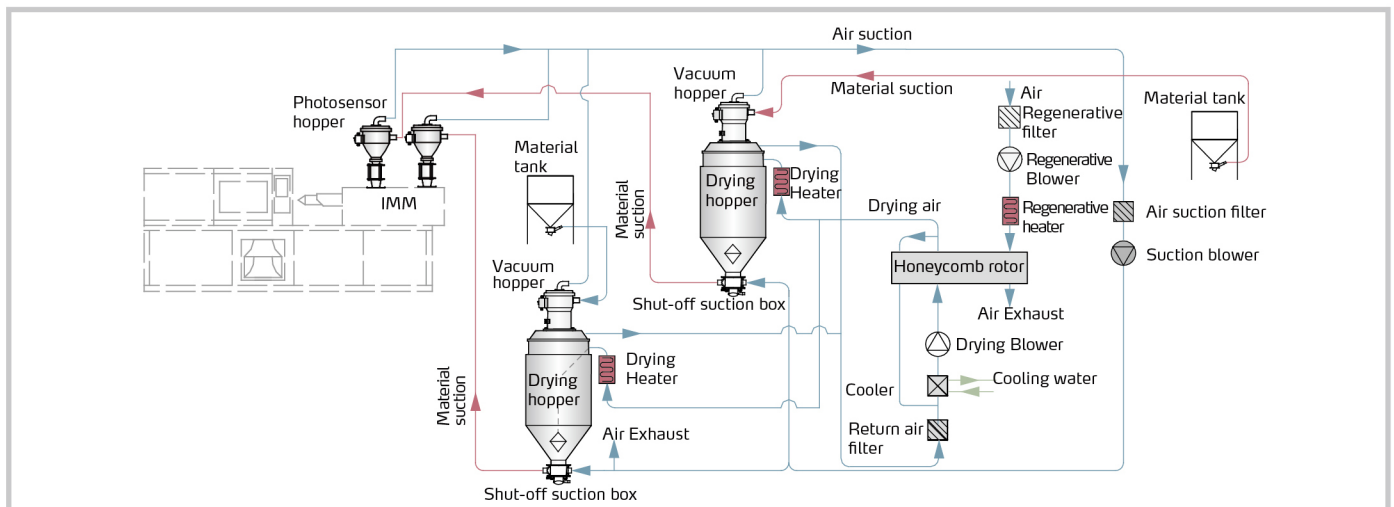 Air suction
Vacuum
hopper
Material suction
Air
Regenerative
filter
Material tank
Photosensor
hopper
Material
tank
Regenerative
Blower
Drying
hopper
Drying
Heater
IMM
Material
suction
Drying air
Regenerative
heater
Air suction filter
Suction blower
Honeycomb rotor
Vacuum
hopper
Shut-off suction box
Air Exhaust
Drying Blower
Drying
hopper
Drying
Heater
Cooler
Cooling water
Material
suction
Air Exhaust
Return air
filter
Shut-off suction box